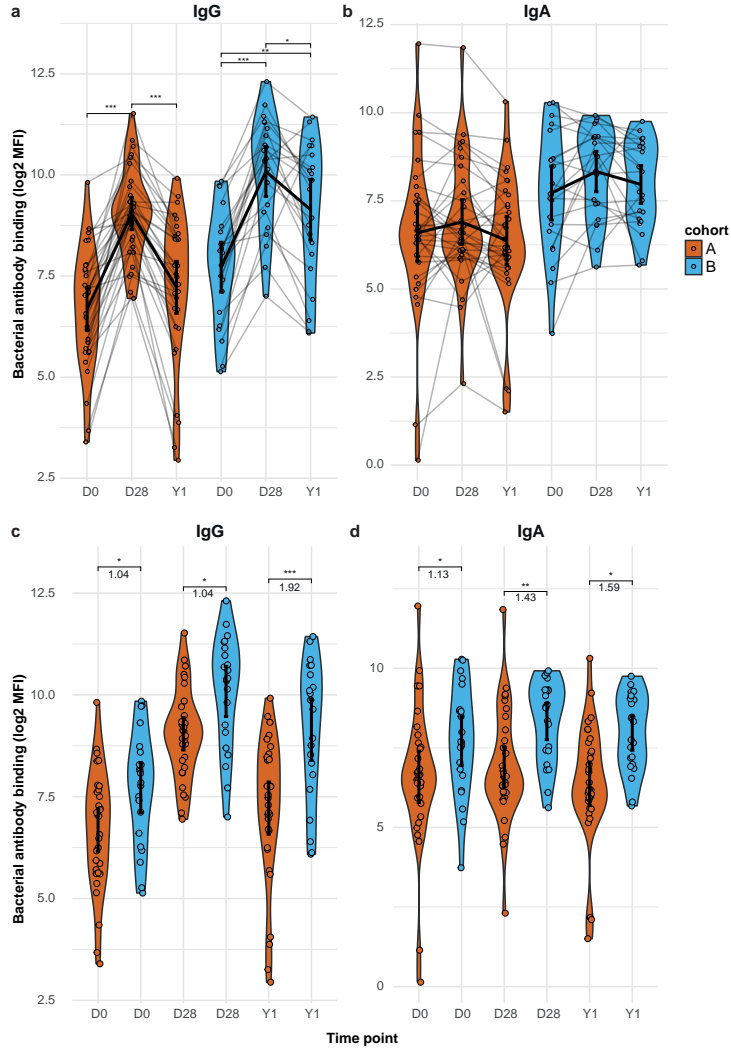 a IgG b IgA
Bacterial antibody binding (log2 MFI)
12.5
10.0
7.5
5.0
2.5
*** *** *** ** *
D0 D28 Y1 D0 D28 Y1
12.5
10.0
7.5
5.0
2.5
0.0
D0 D28 Y1 D0 D28 Y1
cohort
A
B
c IgG d IgA
Bacterial antibody binding (log2 MFI)
12.5
10.0
7.5
5.0
2.5
* * ***
1.04 1.04 1.92
D0 D0 D28 D28 Y1 Y1
10
5
0
* ** *
1.13 1.43 1.59
D0 D0 D28 D28 Y1 Y1
Time point